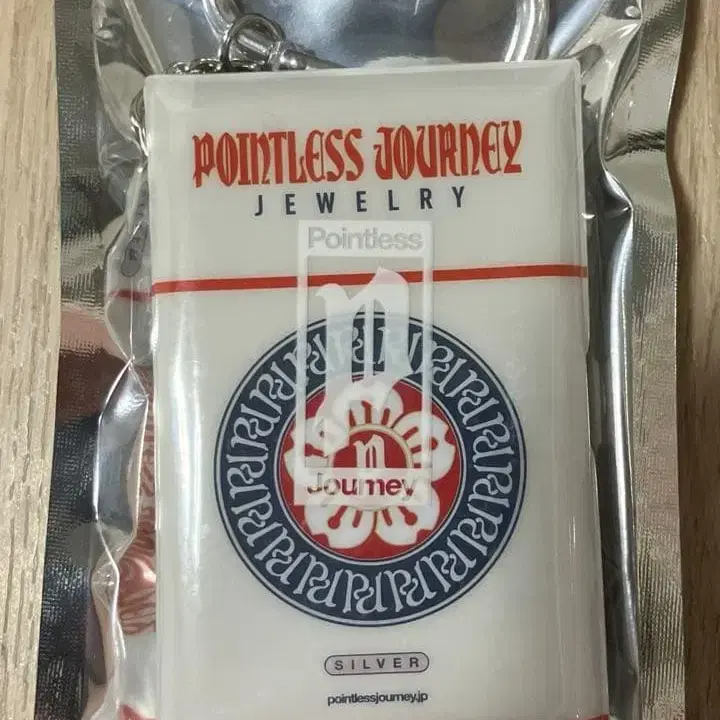 POINTLESS JOURNEY
JEWELRY
Pointless
p
n
Journey
SILVER
pointlessjourney.jp